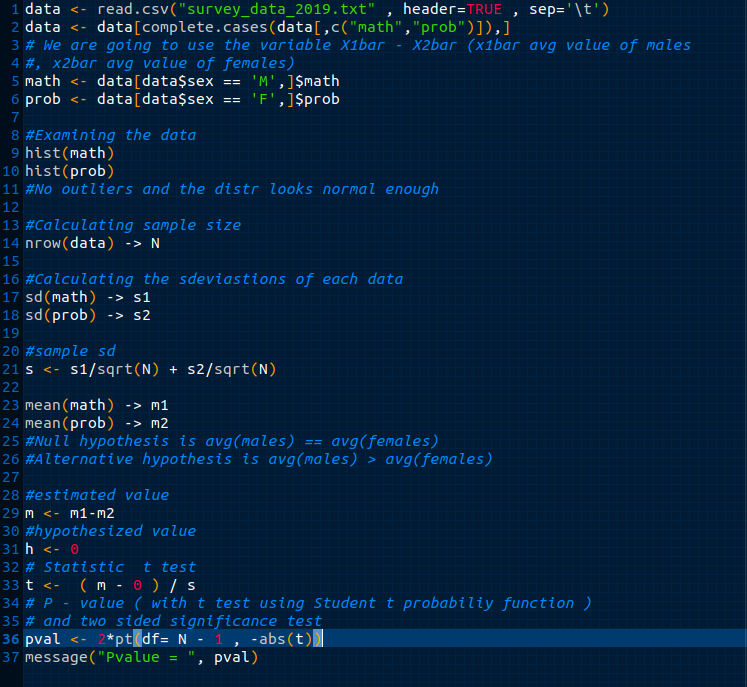 1 data <- read.csv("survey_data_2019.txt" , header=TRUE , sep='\t')
2 data <- data[complete.cases(data[,c("math","prob")]),]
3 # We are going to use the variable X1bar - X2bar (x1bar avg value of males
4 #, x2bar avg value of females)
5 math <- data[data$sex == 'M',]$math
6 prob <- data[data$sex == 'F',]$prob
7
8 #Examining the data
9 hist(math)
10 hist(prob)
11 #No outliers and the distr looks normal enough
12
13 #Calculating sample size
14 nrow(data) -> N
15
16 #Calculating the sdeviastions of each data
17 sd(math) -> s1
18 sd(prob) -> s2
19
20 #sample sd
21 s <- s1/sqrt(N) + s2/sqrt(N)
22
23 mean(math) -> m1
24 mean(prob) -> m2
25 #Null hypothesis is avg(males) == avg(females)
26 #Alternative hypothesis is avg(males) > avg(females)
27
28 #estimated value
29 m <- m1-m2
30 #hypothesized value
31 h <- 0
32 # Statistic  t test
33 t <-  ( m - 0 ) / s
34 # P - value ( with t test using Student t probabiliy function )
35 # and two sided significance test
36 pval <- 2*pt(df= N - 1 , -abs(t))
37 message("Pvalue = ", pval)